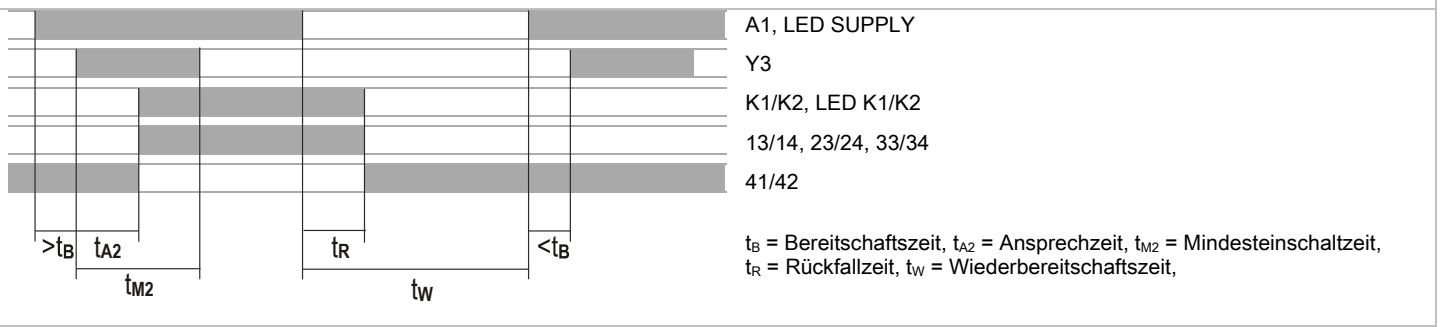 A1, LED SUPPLY
Y3
K1/K2, LED K1/K2
13/14, 23/24, 33/34
41/42
>tB tA2 tR <tB
tM2 tW
tB = Bereitschaftszeit, tA2 = Ansprechzeit, tM2 = Mindesteinschaltzeit,
tR = Rückfallzeit, tW = Wiederbereitschaftszeit,